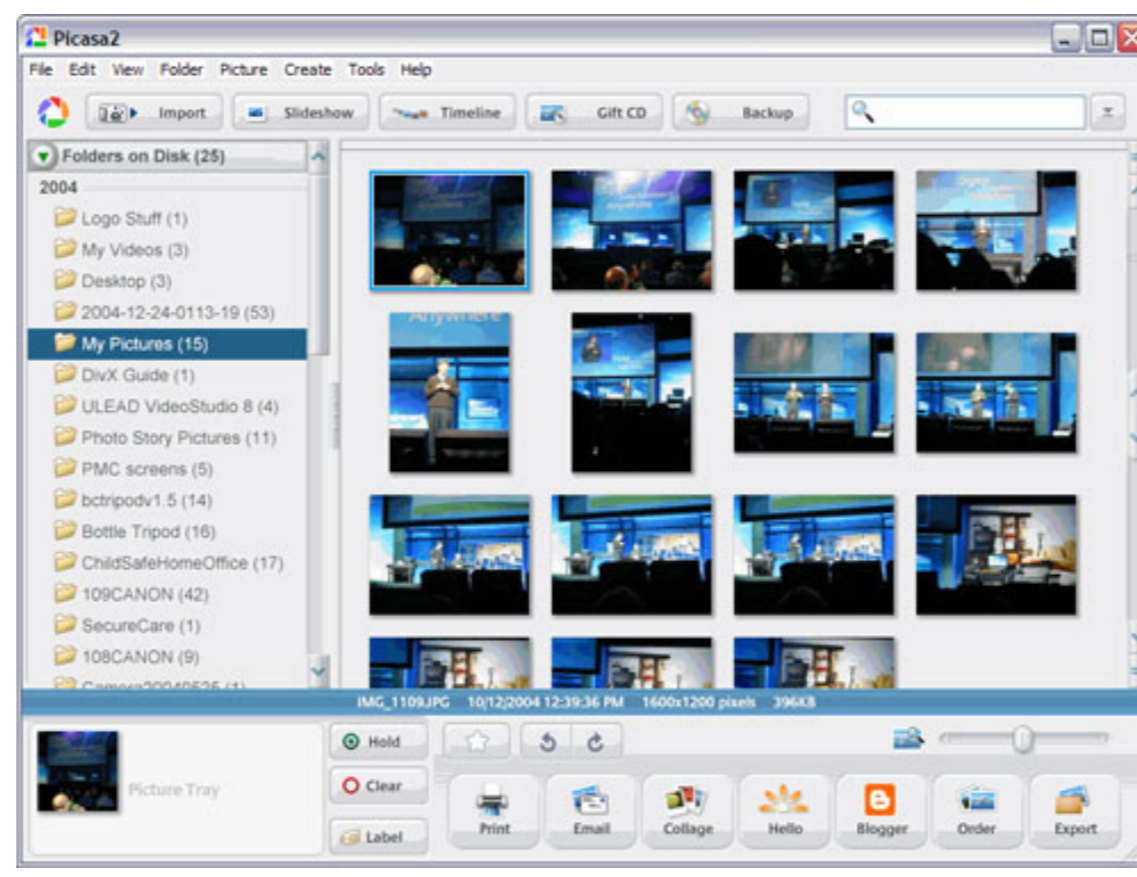 Picasa2
File Edit View Folder Picture Create Tools Help
Import Slideshow Timeline Gift CD Backup
Folders on Disk (25)
2004
Logo Stuff (1)
My Videos (3)
Desktop (3)
2004-12-24-0113-19 (53)
My Pictures (15)
DivX Guide (1)
ULEAD VideoStudio 8 (4)
Photo Story Pictures (11)
PMC screens (5)
bctripodv1.5 (14)
Bottle Tripod (16)
ChildSafeHomeOffice (17)
109CANON (42)
SecureCare (1)
108CANON (9)
Anywhere
IMG_1109.JPG 10/12/2004 12:39:36 PM 1600x1200 pixels 396KB
Picture Tray
Hold
Clear
Label
Print Email Collage Hello Blogger Order Export